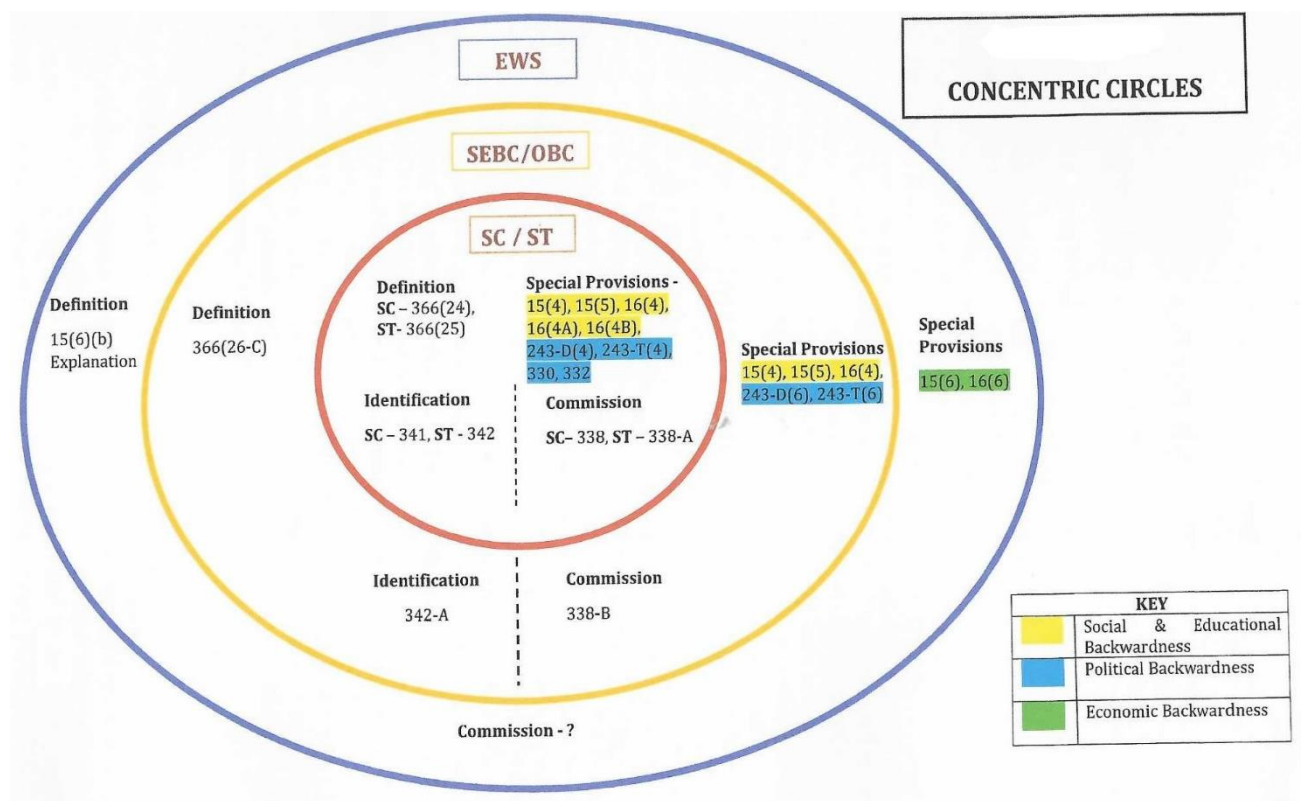 CONCENTRIC CIRCLES
EWS
SEBC/OBC
SC / ST
Definition
15(6)(b)
Explanation
Definition
366(26-C)
Definition
SC – 366(24),
ST- 366(25)
Special Provisions -
15(4), 15(5), 16(4),
16(4A), 16(4B),
243-D(4), 243-T(4),
330, 332
Identification
SC – 341, ST - 342
Commission
SC– 338, ST – 338-A
Special Provisions
15(4), 15(5), 16(4),
243-D(6), 243-T(6)
Special
Provisions
15(6), 16(6)
Identification
342-A
Commission
338-B
Commission - ?
KEY
Social & Educational
Backwardness
Political Backwardness
Economic Backwardness